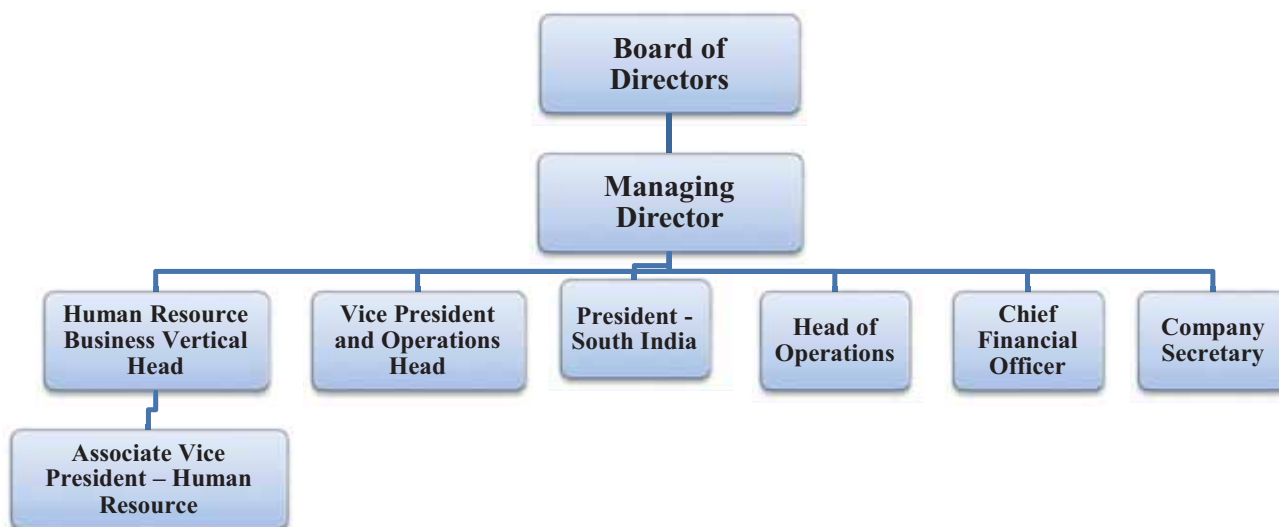 Board of
Directors
Managing
Director
Human Resource
Business Vertical
Head
Vice President
and Operations
Head
President -
South India
Head of
Operations
Chief
Financial
Officer
Company
Secretary
Associate Vice
President – Human
Resource